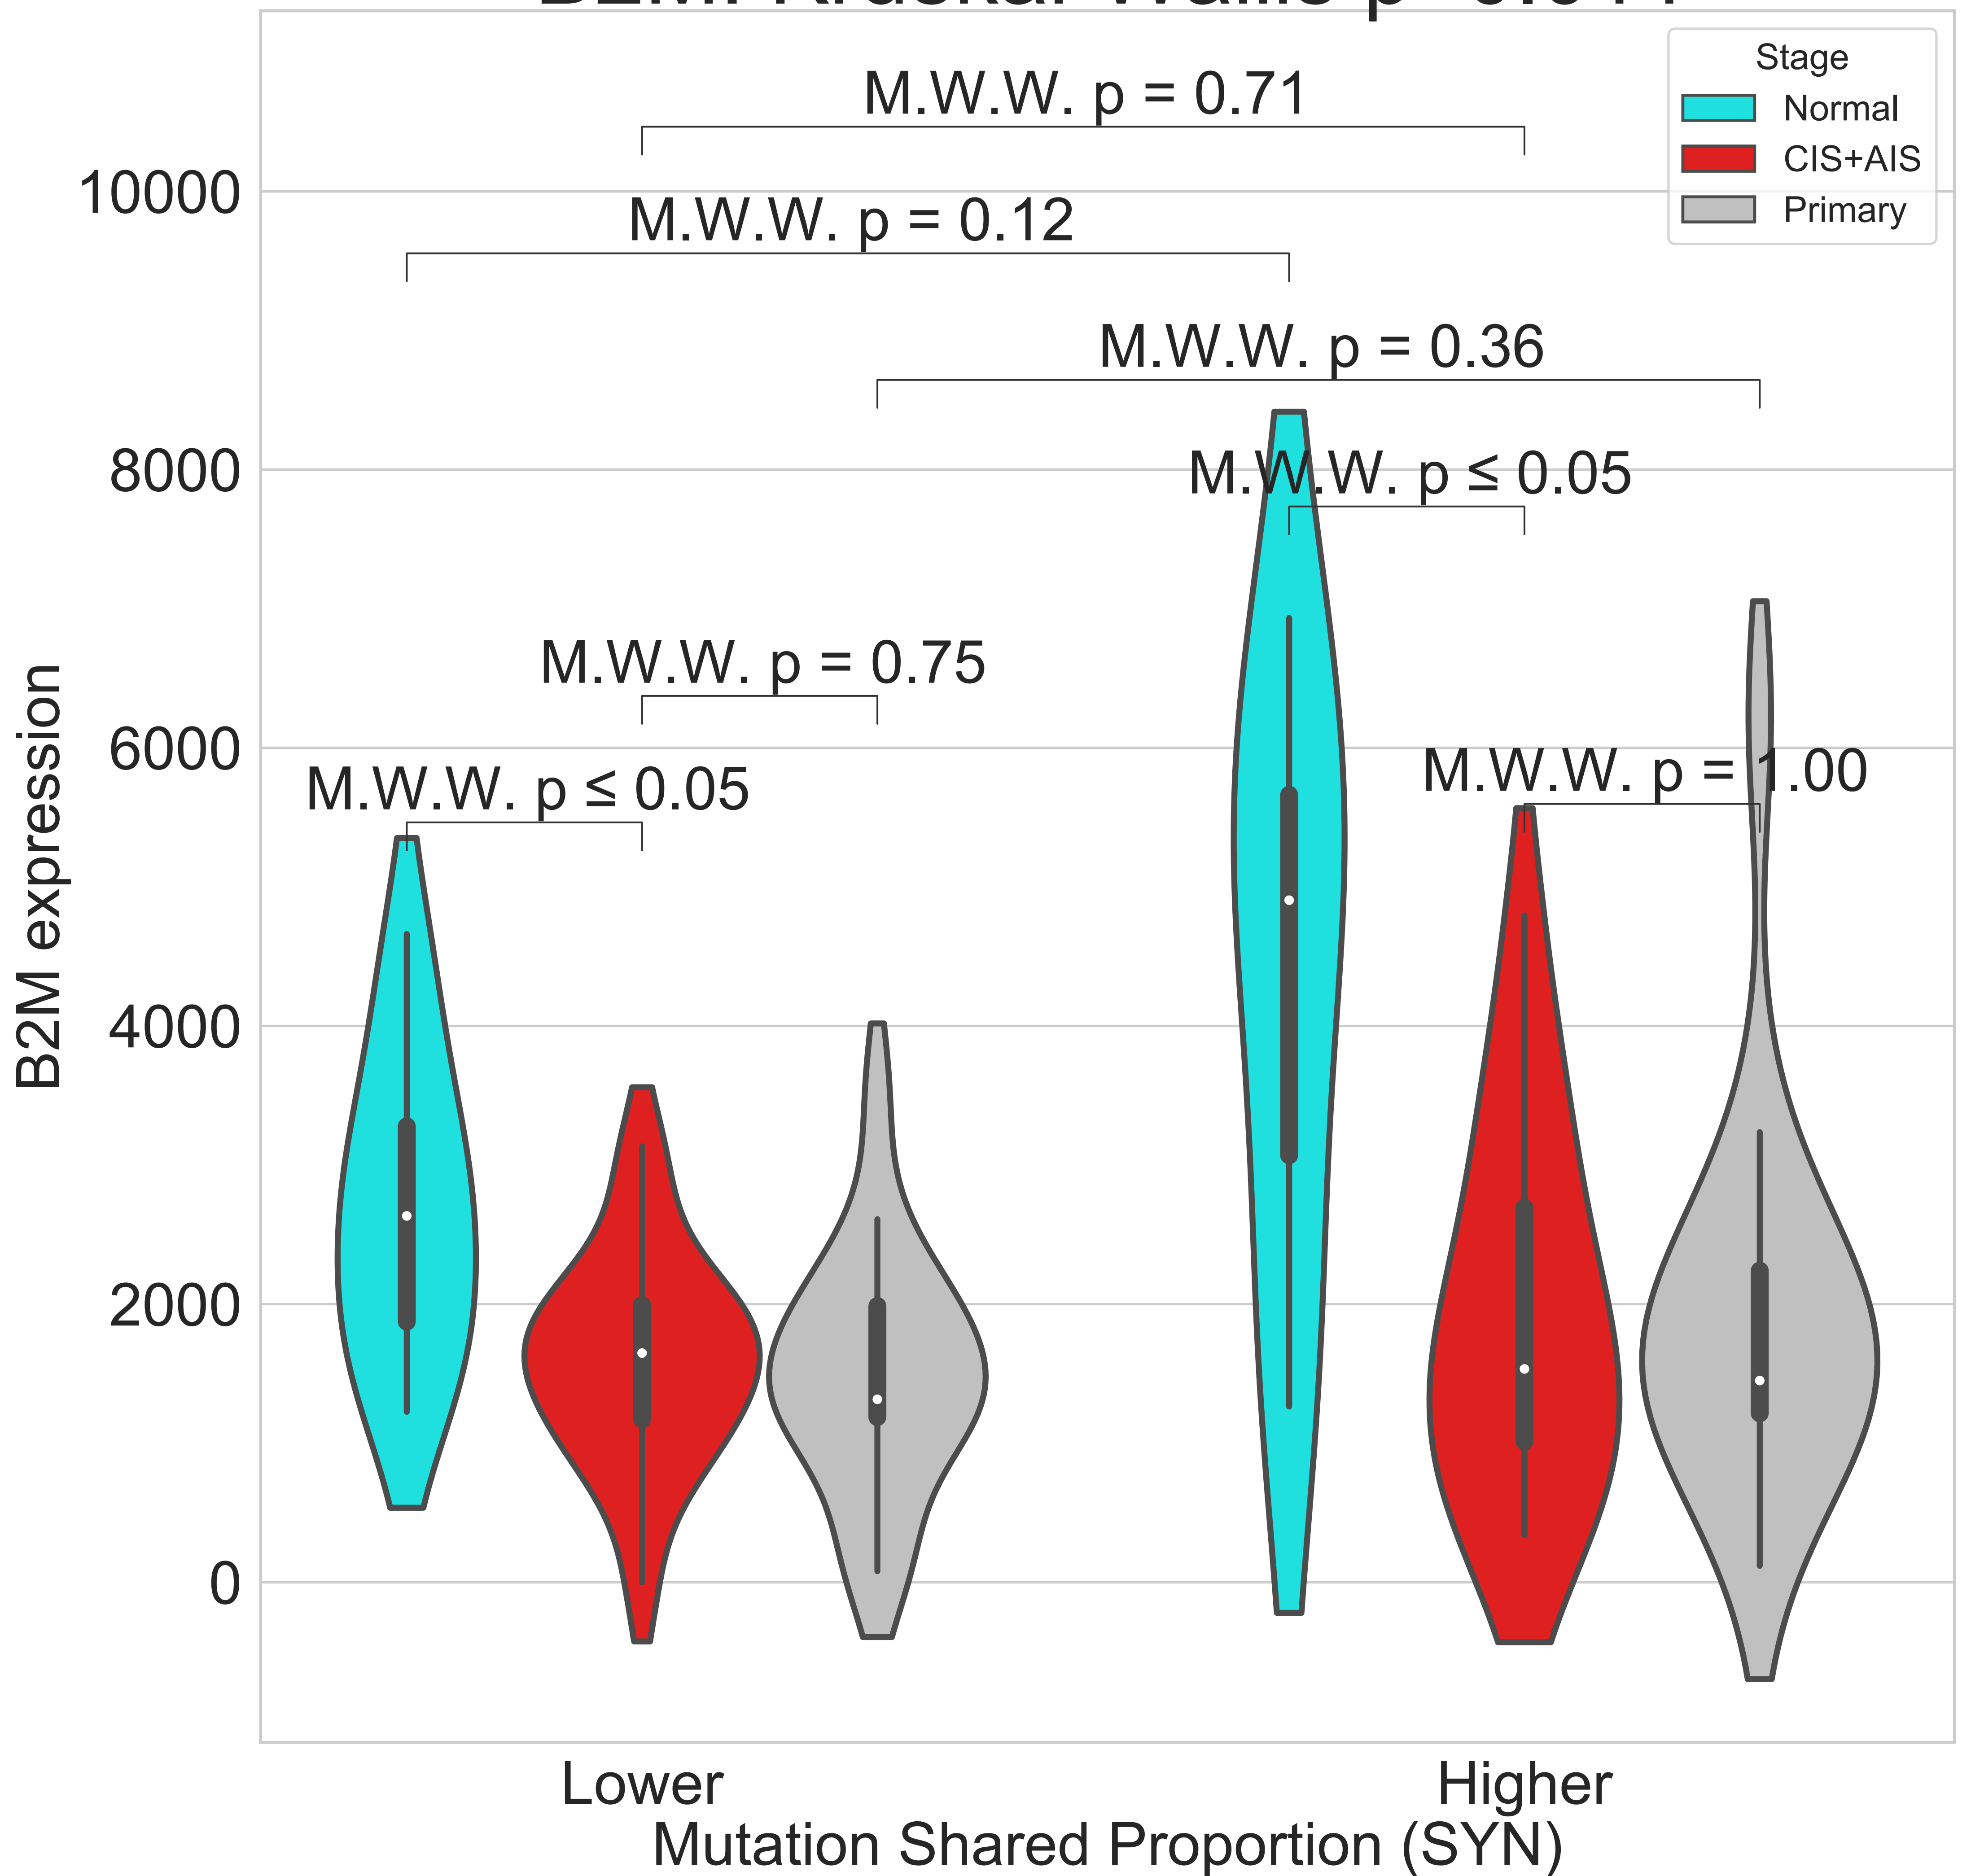 M.W.W. p = 0.71
Stage
Normal
CIS+AIS
Primary
10000
M.W.W. p = 0.12
M.W.W. p = 0.36
8000
M.W.W. p ≤ 0.05
M.W.W. p = 0.75
6000
M.W.W. p = 1.00
M.W.W. p ≤ 0.05
B2M expression
4000
2000
0
Lower
Higher
Mutation Shared Proportion (SYN)